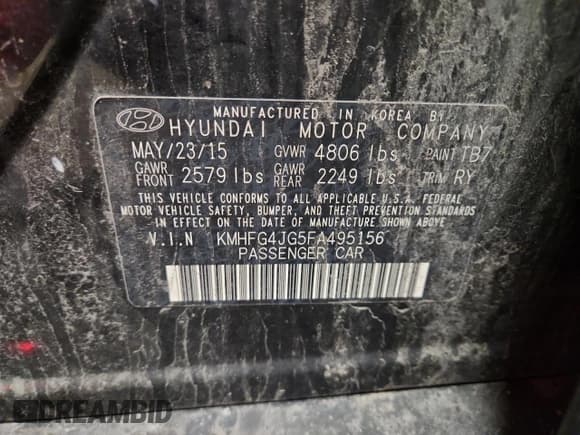 MANUFACTURED IN KOREA BY
HYUNDAI MOTOR COMPANY
MAY/23/15 GVWR 4806 lbs PAINT TB7
GAWR FRONT 2579 lbs GAWR REAR 2249 lbs TRIM RY
THIS VEHICLE CONFORMS TO ALL APPLICABLE U.S.A. FEDERAL
MOTOR VEHICLE SAFETY, BUMPER, AND THEFT PREVENTION STANDARDS
IN EFFECT ON THE DATE OF MANUFACTURE SHOWN ABOVE.
V.I.N KMHFG4JG5FA495156
PASSENGER CAR
DREAMBID